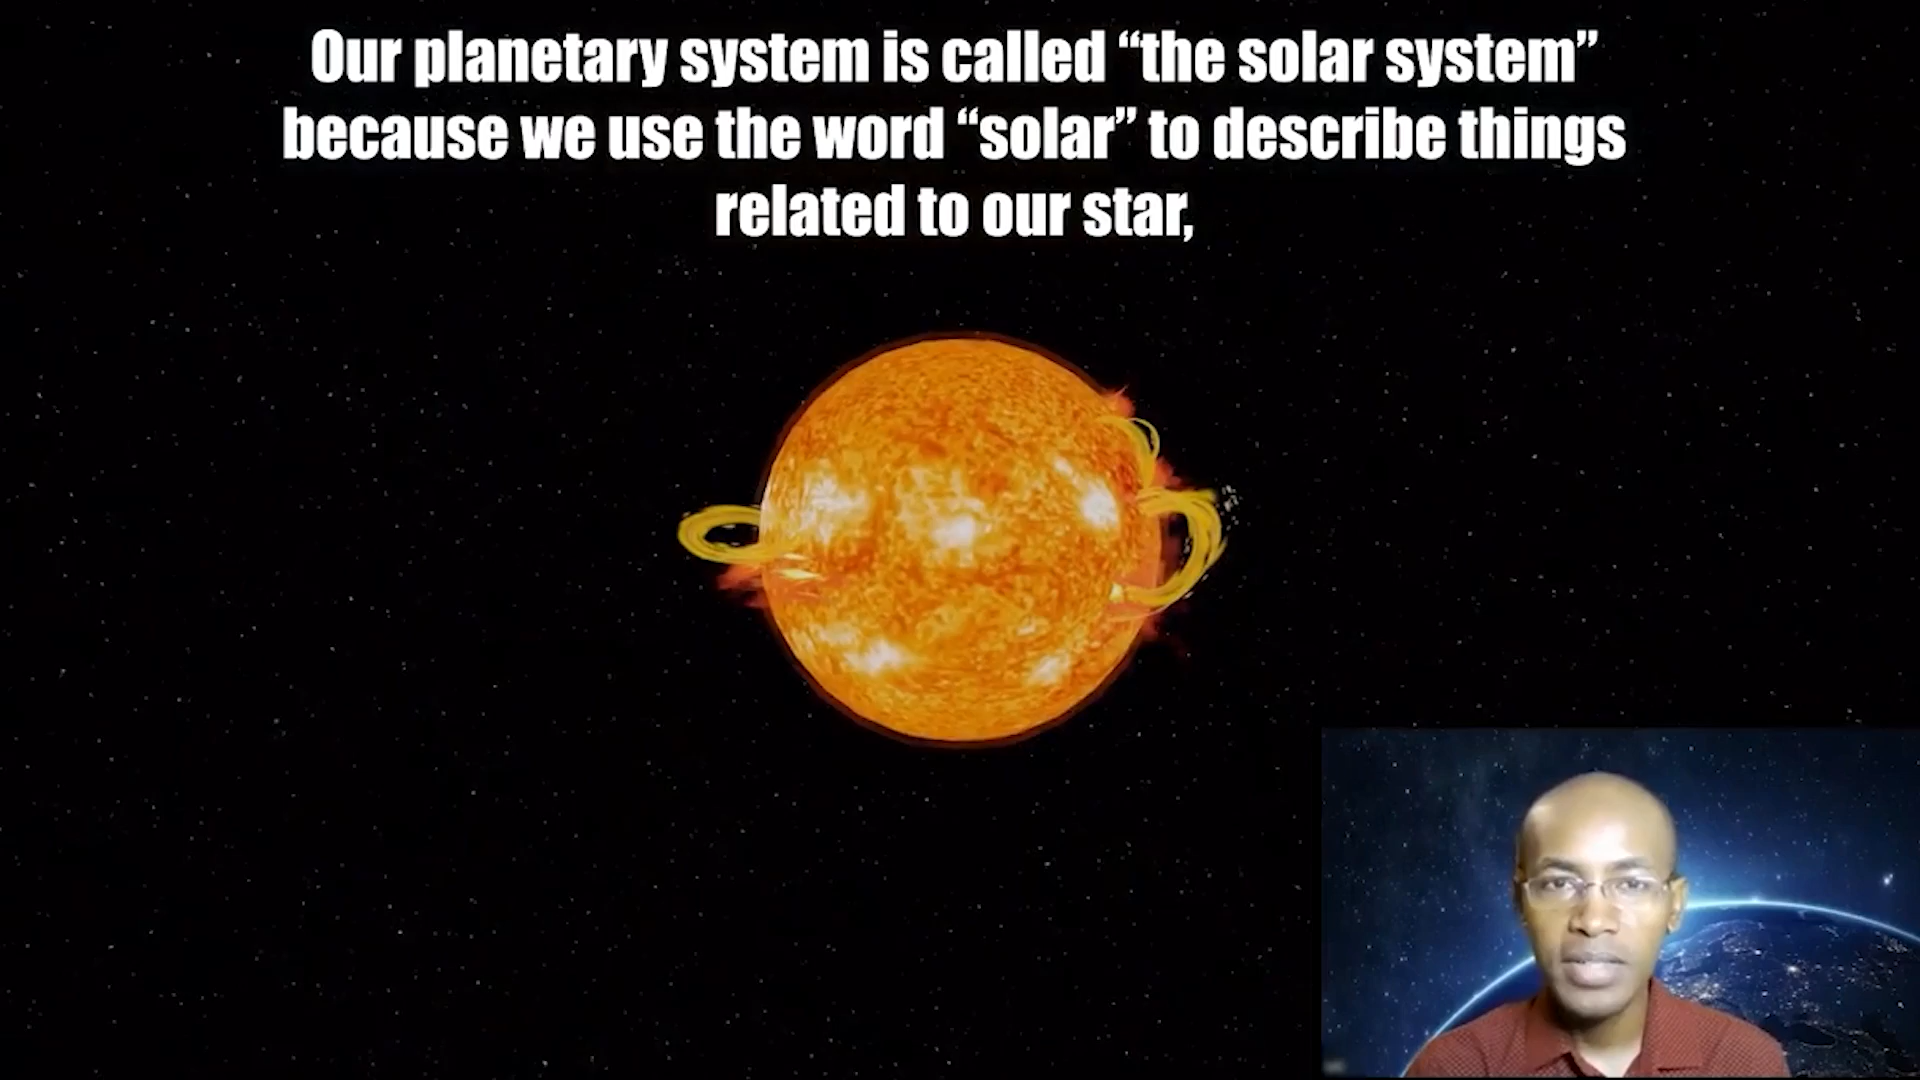 Our planetary system is called “the solar system”
because we use the word “solar” to describe things
related to our star,